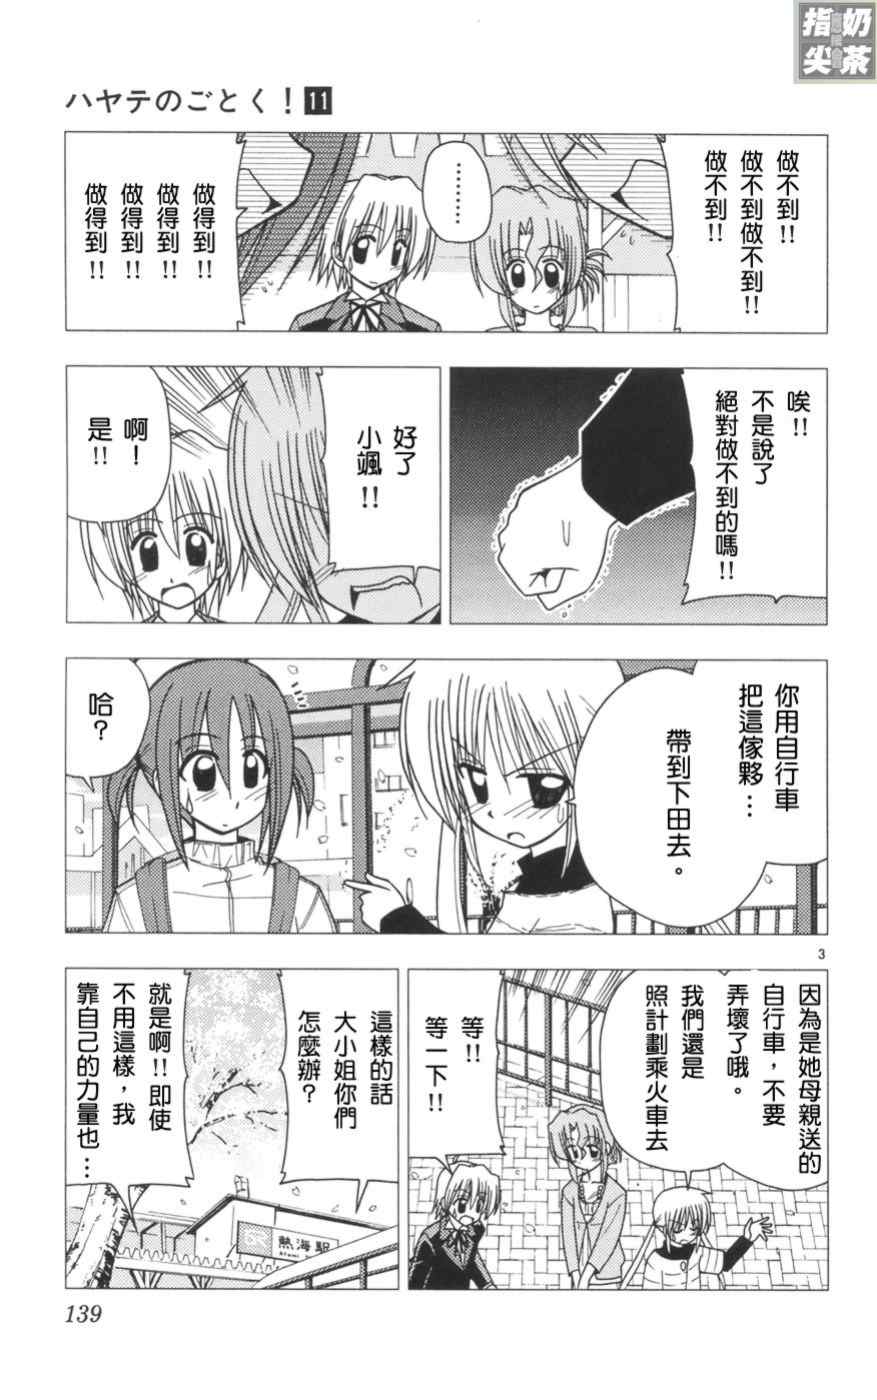 指奶
尖茶
ハヤテのごとく！11
做不到!!
做不到做不到!!
做不到!!
………
做得到!!
做得到!!
做得到!!
做得到!!
唉!!
不是說了
絕對做不到的嗎!!
好了
小颯!!
啊！
是!!
你用自行車
把這傢夥…
帶到下田去。
哈？
3
因為是她母親送的
自行車，不要
弄壞了哦。
我們還是
照計劃乘火車去
等!!
等一下!!
這樣的話
大小姐你們
怎麼辦？
就是啊!!即使
不用這樣，我
靠自己的力量也…
JR
熱海駅
Atami
139